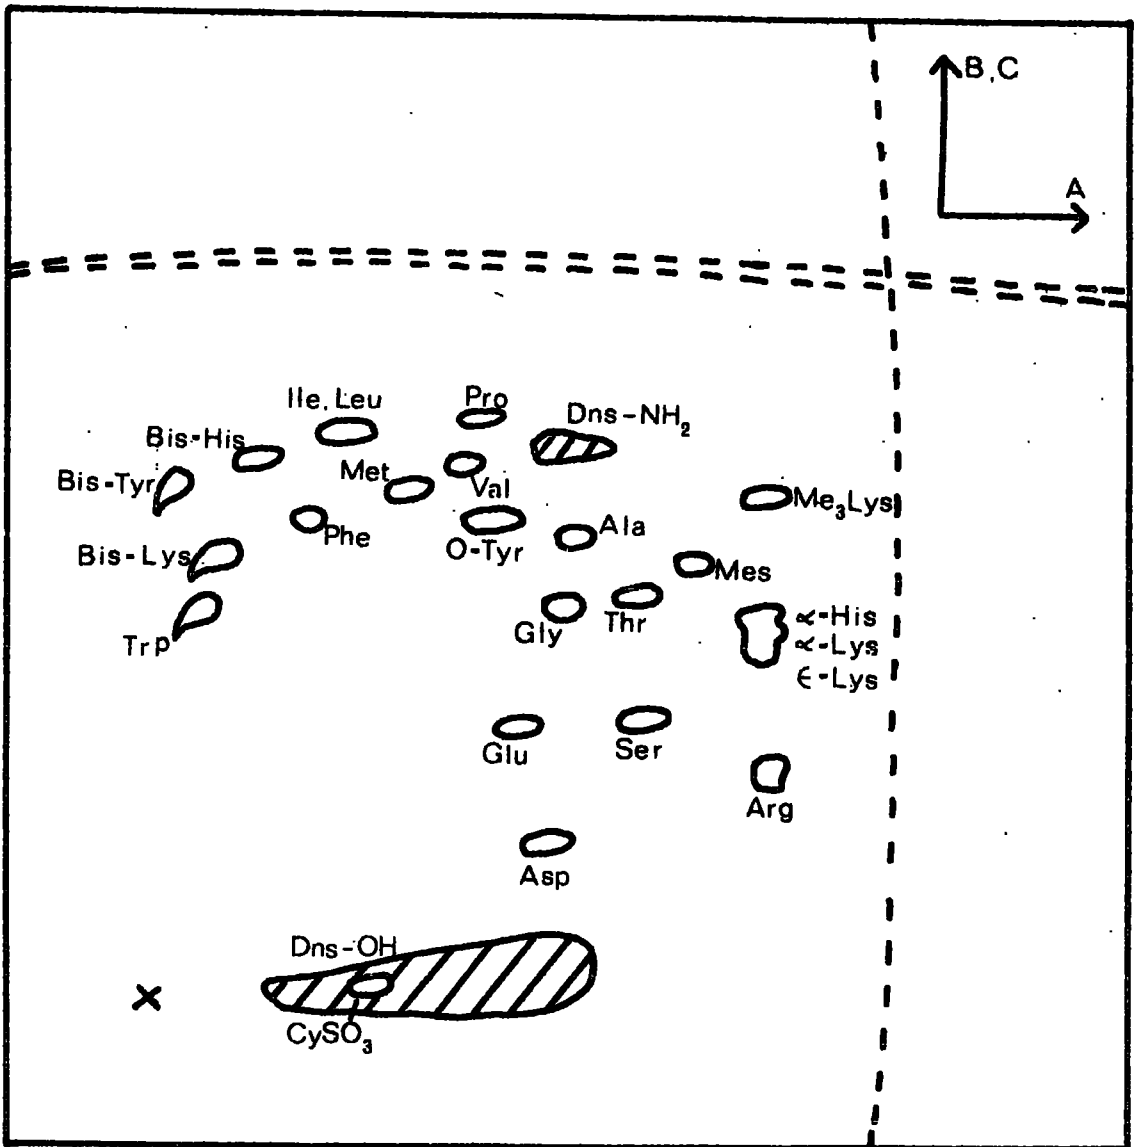 B,C
A
Ile, Leu
Pro
Dns-NH₂
Bis-His
Met
Val
Bis-Tyr
Me₃Lys
Phe
O-Tyr
Ala
Bis-Lys
Mes
Trp
Gly
Thr
α-His
α-Lys
ε-Lys
Glu
Ser
Arg
Asp
Dns-OH
×
CySO₃